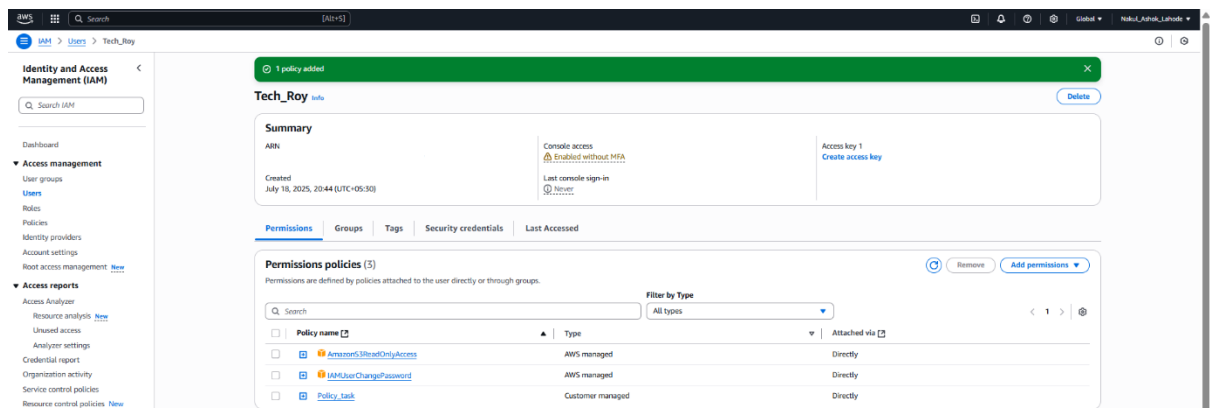 aws
Search
[Alt+S]
Global ▼
Nakul_Ashok_Lahode ▼
IAM > Users > Tech_Roy
Identity and Access Management (IAM)
Search IAM
Dashboard
▼ Access management
User groups
Users
Roles
Policies
Identity providers
Account settings
Root access management New
▼ Access reports
Access Analyzer
Resource analysis New
Unused access
Analyzer settings
Credential report
Organization activity
Service control policies
Resource control policies New
1 policy added
Tech_Roy Info
Delete
Summary
ARN
Console access
Enabled without MFA
Access key 1
Create access key
Created
July 18, 2025, 20:44 (UTC+05:30)
Last console sign-in
Never
Permissions Groups Tags Security credentials Last Accessed
Permissions policies (3)
Remove
Add permissions ▼
Permissions are defined by policies attached to the user directly or through groups.
Filter by Type
Search
All types
< 1 >
Policy name Type Attached via
AmazonS3ReadOnlyAccess AWS managed Directly
IAMUserChangePassword AWS managed Directly
Policy_task Customer managed Directly